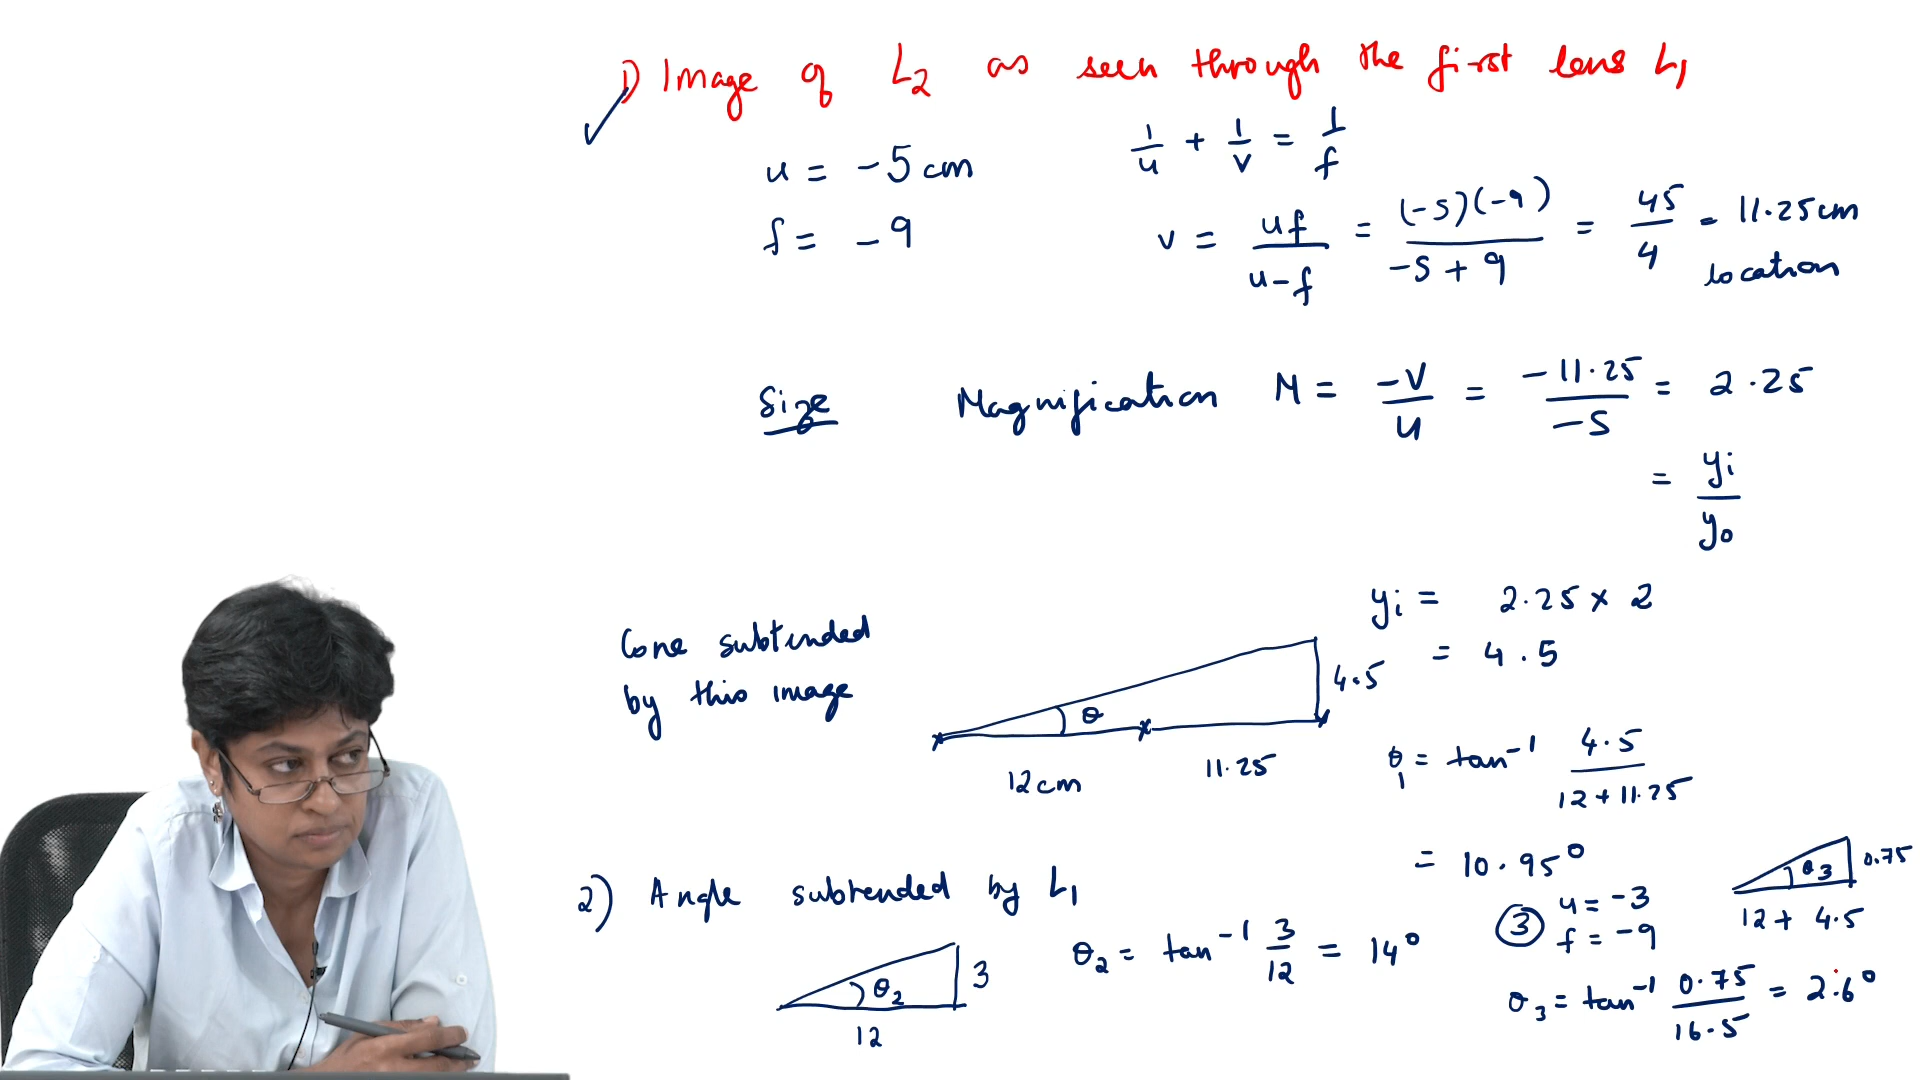 1) Image of L2 as seen through the first lens L1
u = -5 cm
f = -9
1/u + 1/v = 1/f
v = uf/(u-f) = (-5)(-9)/(-5+9) = 45/4 = 11.25 cm
location
Size
Magnification M = -v/u = -11.25/-5 = 2.25
= yi/yo
yi = 2.25 x 2
= 4.5
Cone subtended
by this image
θ
4.5
12 cm
11.25
θ1 = tan-1 4.5/(12+11.25)
= 10.95°
2) Angle subtended by L1
θ2
3
12
θ2 = tan-1 3/12 = 14°
3 u = -3
f = -9
θ3
0.75
12 + 4.5
θ3 = tan-1 0.75/16.5 = 2.6°